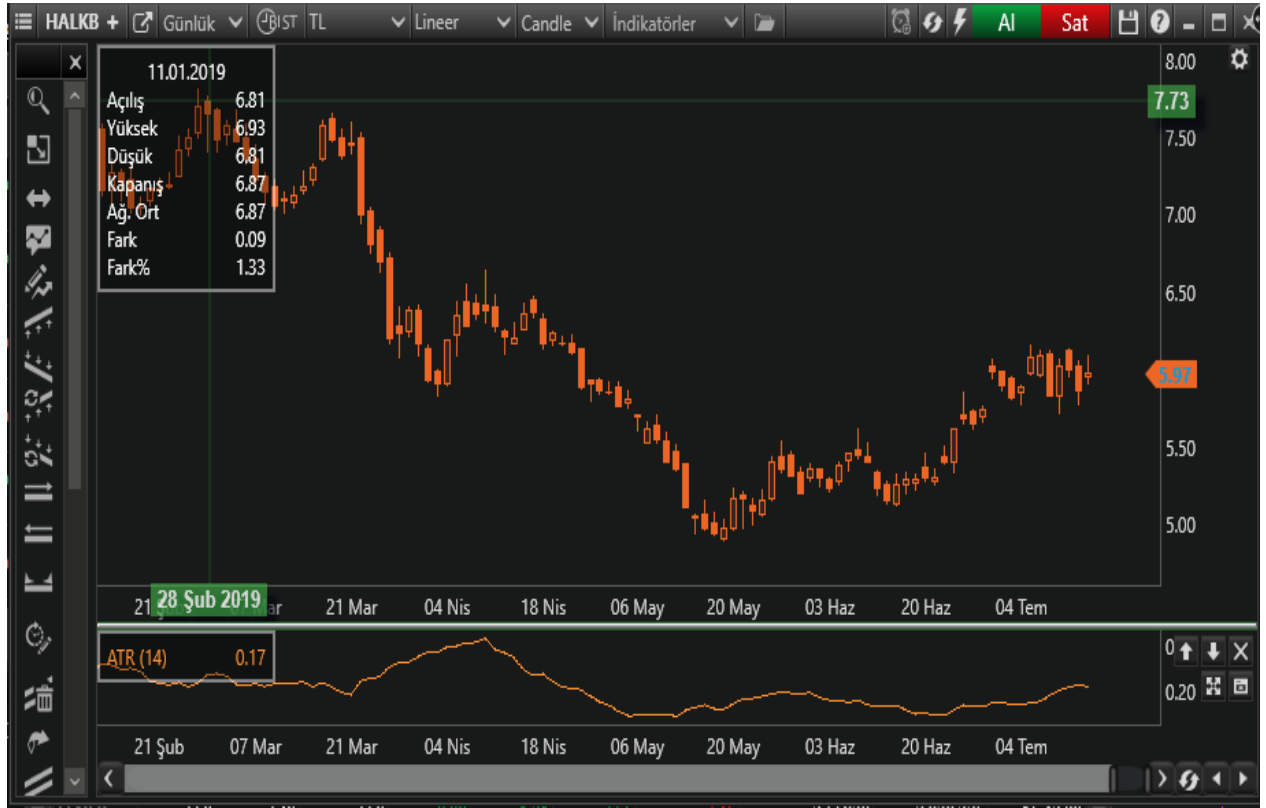 HALKB + Günlük BIST TL Lineer Candle İndikatörler Al Sat
11.01.2019
Açılış 6.81
Yüksek 6.93
Düşük 6.81
Kapanış 6.87
Ağ. Ort 6.87
Fark 0.09
Fark% 1.33
8.00
7.73
7.50
7.00
6.50
5.97
5.50
5.00
28 Şub 2019
21 Mar 04 Nis 18 Nis 06 May 20 May 03 Haz 20 Haz 04 Tem
ATR (14) 0.17
0.20
21 Şub 07 Mar 21 Mar 04 Nis 18 Nis 06 May 20 May 03 Haz 20 Haz 04 Tem